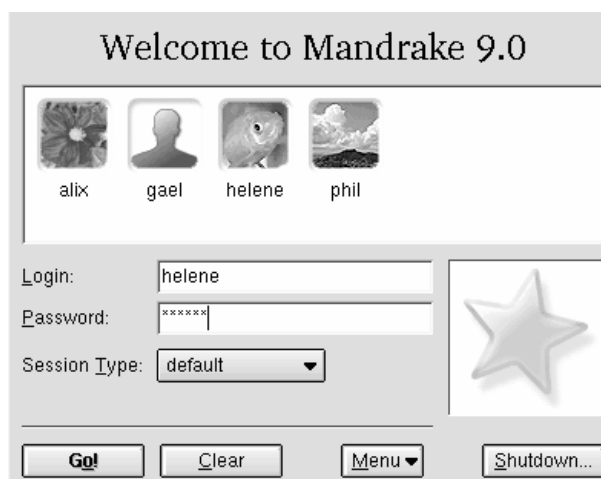 Welcome to Mandrake 9.0
alix gael helene phil
Login: helene
Password: ******
Session Type: default
Go! Clear Menu Shutdown...